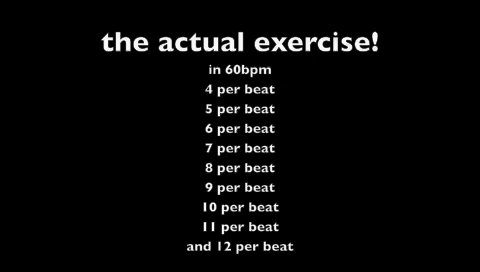 the actual exercise!
in 60bpm
4 per beat
5 per beat
6 per beat
7 per beat
8 per beat
9 per beat
10 per beat
11 per beat
and 12 per beat